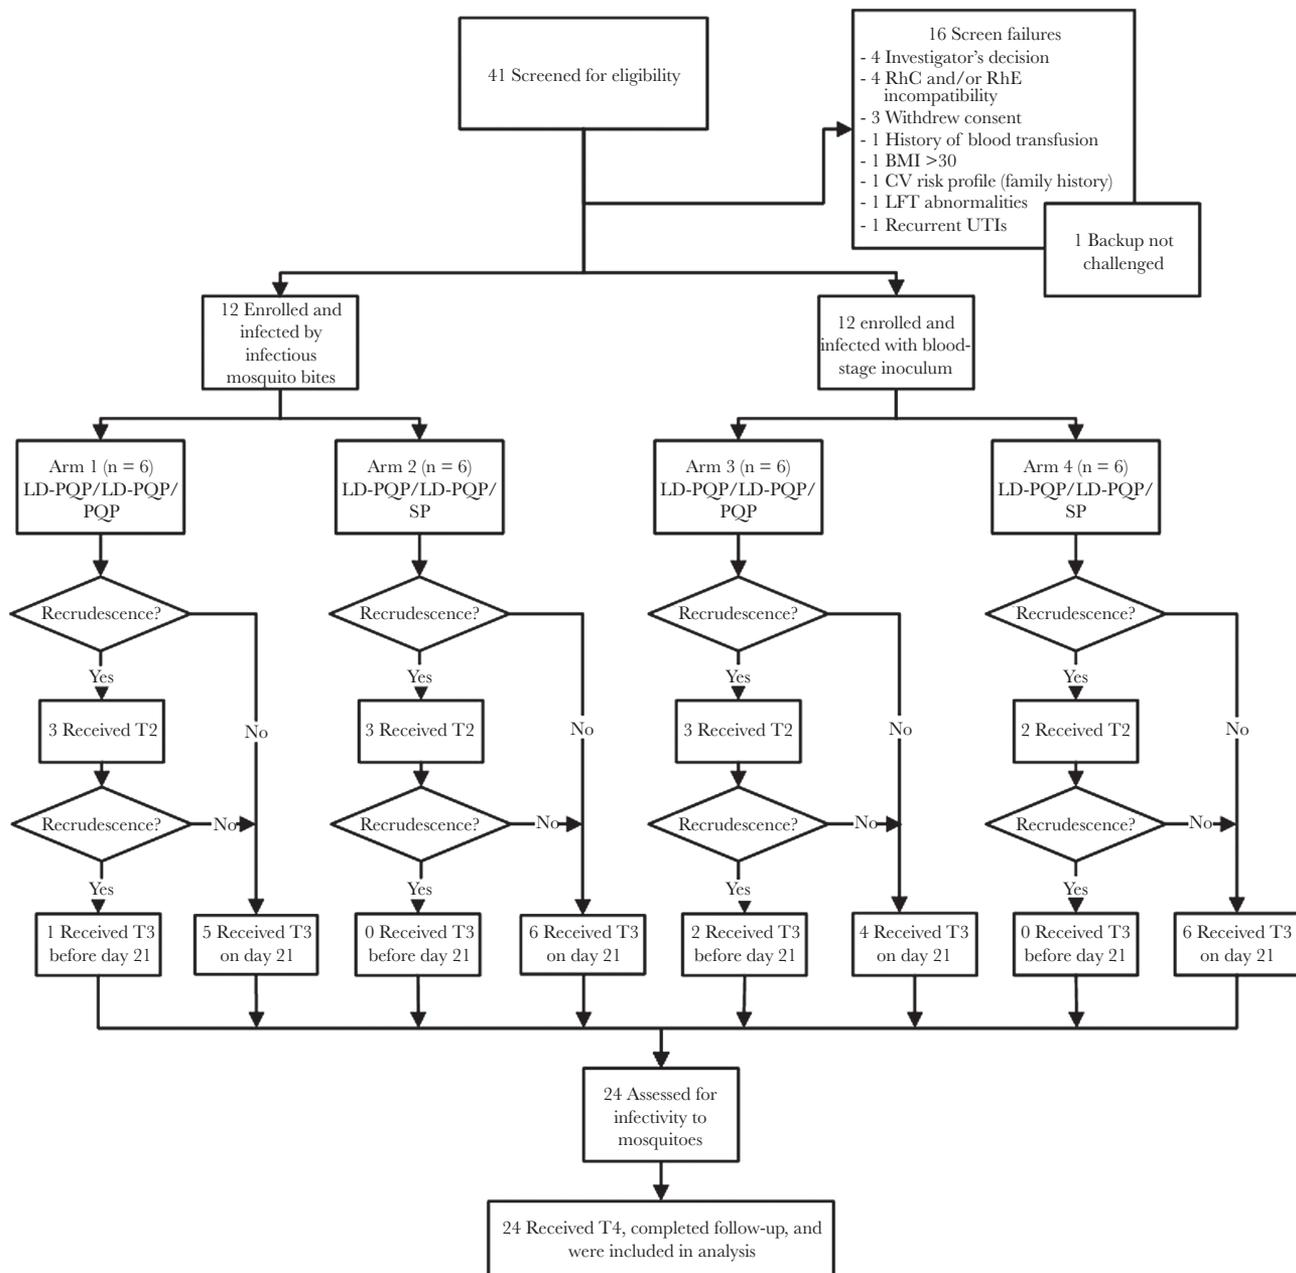 41 Screened for eligibility
16 Screen failures
- 4 Investigator's decision
- 4 RhC and/or RhE
incompatibility
- 3 Withdrew consent
- 1 History of blood transfusion
- 1 BMI >30
- 1 CV risk profile (family history)
- 1 LFT abnormalities
- 1 Recurrent UTIs
1 Backup not
challenged
12 Enrolled and
infected by
infectious
mosquito bites
12 enrolled and
infected with blood-
stage inoculum
Arm 1 (n = 6)
LD-PQP/LD-PQP/
PQP
Arm 2 (n = 6)
LD-PQP/LD-PQP/
SP
Arm 3 (n = 6)
LD-PQP/LD-PQP/
PQP
Arm 4 (n = 6)
LD-PQP/LD-PQP/
SP
Recrudescence?
Recrudescence?
Recrudescence?
Recrudescence?
Yes
Yes
Yes
Yes
3 Received T2
No
3 Received T2
No
3 Received T2
No
2 Received T2
No
Recrudescence?
No
Recrudescence?
No
Recrudescence?
No
Recrudescence?
No
Yes
Yes
Yes
Yes
1 Received T3
before day 21
5 Received T3
on day 21
0 Received T3
before day 21
6 Received T3
on day 21
2 Received T3
before day 21
4 Received T3
on day 21
0 Received T3
before day 21
6 Received T3
on day 21
24 Assessed for
infectivity to
mosquitoes
24 Received T4, completed follow-up, and
were included in analysis